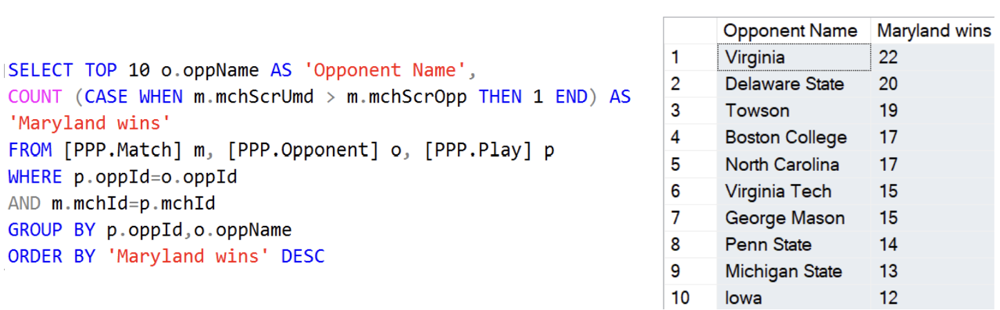 SELECT TOP 10 o.oppName AS 'Opponent Name',
COUNT (CASE WHEN m.mchScrUmd > m.mchScrOpp THEN 1 END) AS
'Maryland wins'
FROM [PPP.Match] m, [PPP.Opponent] o, [PPP.Play] p
WHERE p.oppId=o.oppId
AND m.mchId=p.mchId
GROUP BY p.oppId,o.oppName
ORDER BY 'Maryland wins' DESC
Opponent Name Maryland wins
1 Virginia 22
2 Delaware State 20
3 Towson 19
4 Boston College 17
5 North Carolina 17
6 Virginia Tech 15
7 George Mason 15
8 Penn State 14
9 Michigan State 13
10 Iowa 12